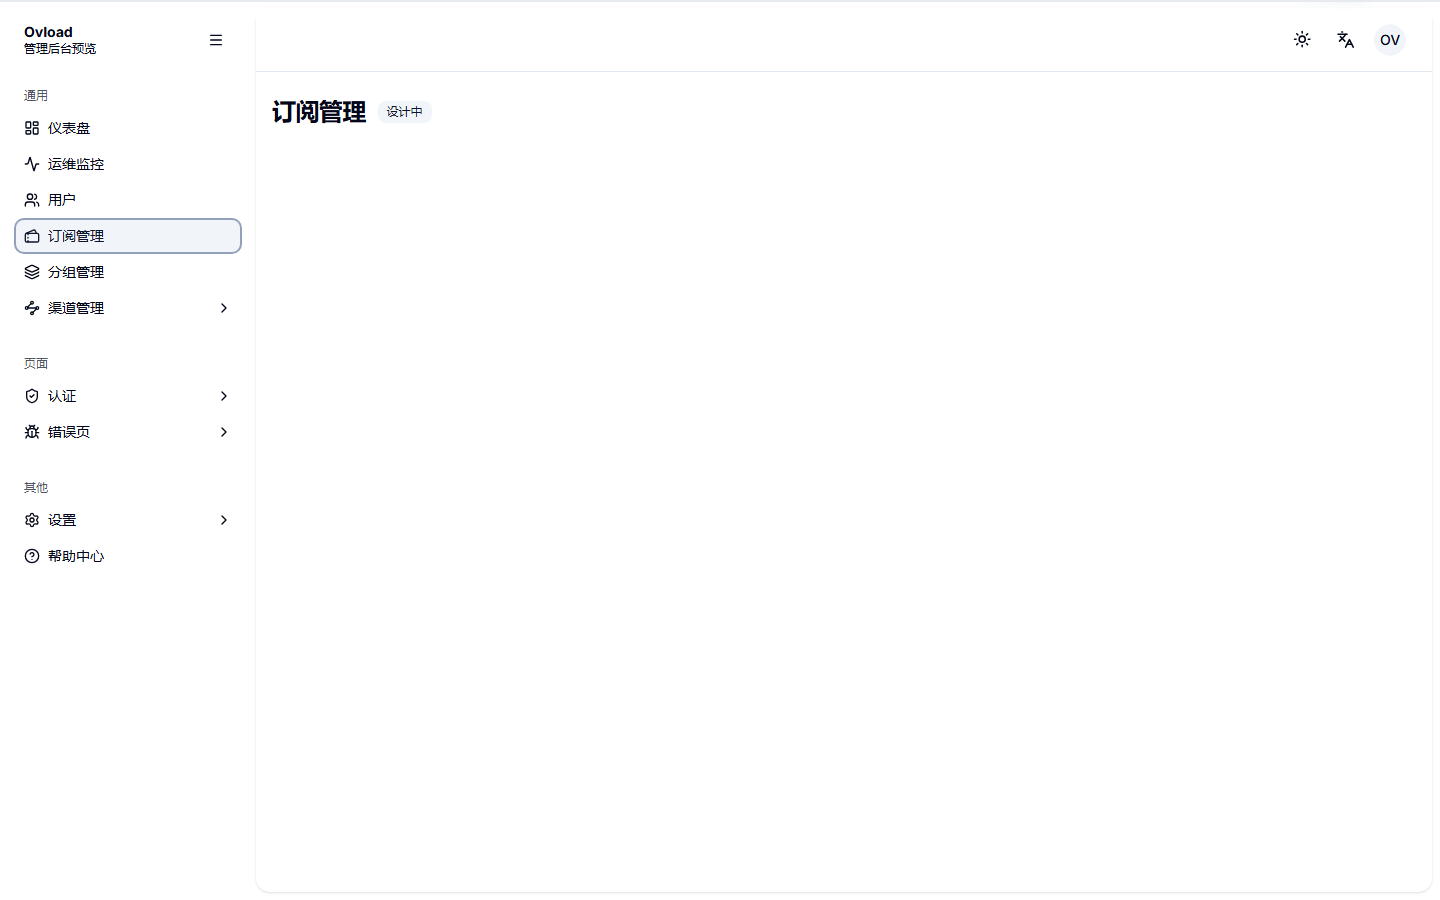 Ovload
管理后台预览
OV
通用
仪表盘
运维监控
用户
订阅管理
分组管理
渠道管理
页面
认证
错误页
其他
设置
帮助中心
订阅管理 设计中